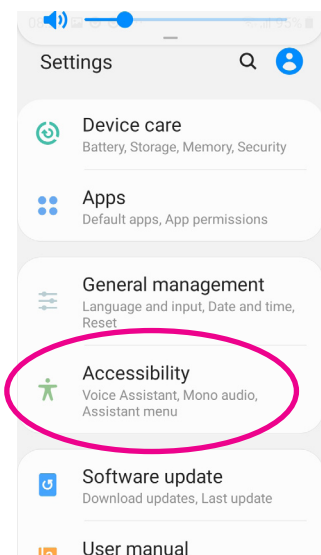 Settings
Device care
Battery, Storage, Memory, Security
Apps
Default apps, App permissions
General management
Language and input, Date and time,
Reset
Accessibility
Voice Assistant, Mono audio,
Assistant menu
Software update
Download updates, Last update
User manual